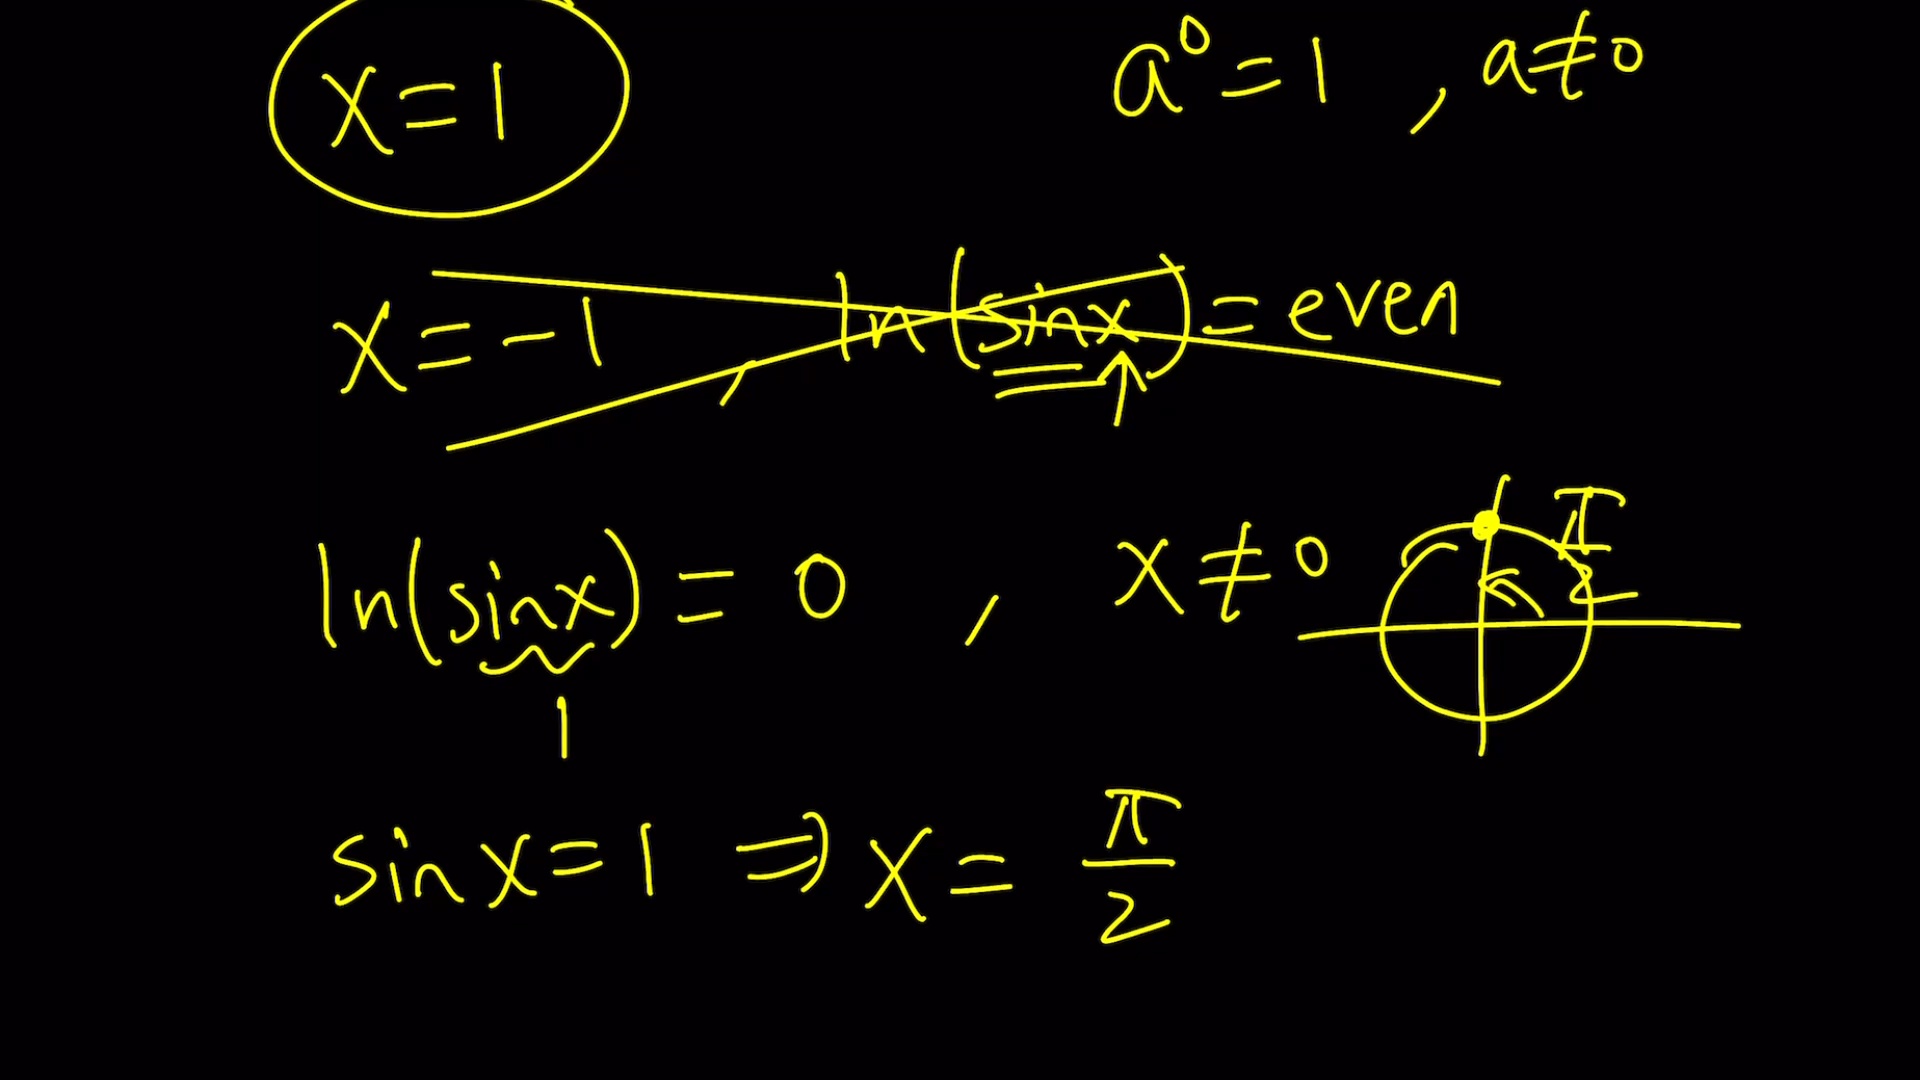 x=1 a⁰=1 , a≠0
x=-1 , ln(sinx)=even
ln(sinx)=0 , x≠0 π/2
1
sinx=1 ⇒ x= π/2